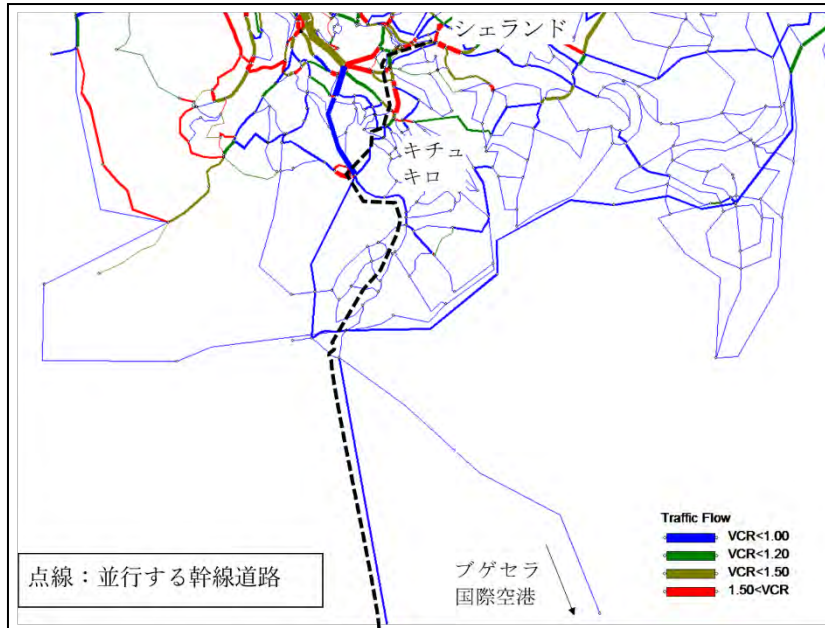 シェランド
キチュ
キロ
Traffic Flow
VCR<1.00
VCR<1.20
VCR<1.50
1.50<VCR
点線：並行する幹線道路
ブゲセラ
国際空港